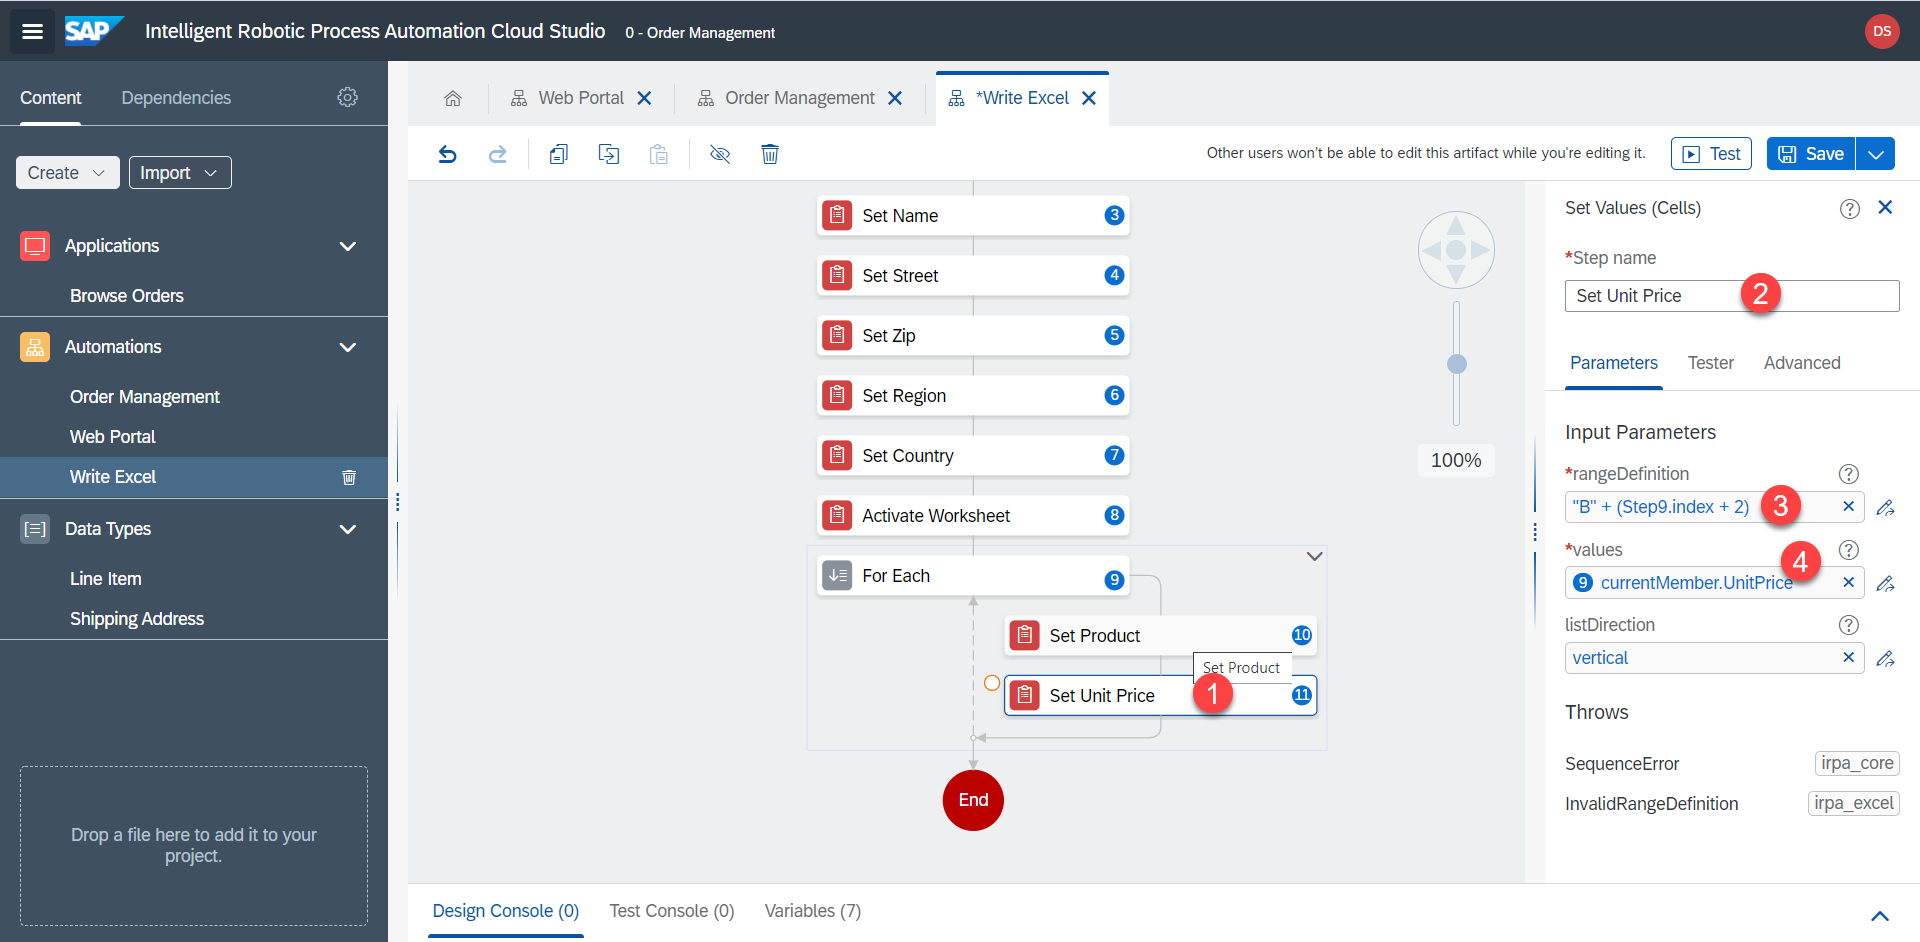 SAP Intelligent Robotic Process Automation Cloud Studio 0 - Order Management DS
Content Dependencies
Create Import
Applications
Browse Orders
Automations
Order Management
Web Portal
Write Excel
Data Types
Line Item
Shipping Address
Drop a file here to add it to your
project.
Web Portal Order Management *Write Excel
Other users won't be able to edit this artifact while you're editing it. Test Save
Set Name 3
Set Street 4
Set Zip 5
Set Region 6
Set Country 7
Activate Worksheet 8
For Each 9
Set Product 10
Set Product
Set Unit Price 1 11
End
100%
Set Values (Cells)
*Step name
Set Unit Price 2
Parameters Tester Advanced
Input Parameters
*rangeDefinition
"B" + (Step9.index + 2) 3
*values 4
9 currentMember.UnitPrice
listDirection
vertical
Throws
SequenceError irpa_core
InvalidRangeDefinition irpa_excel
Design Console (0) Test Console (0) Variables (7)